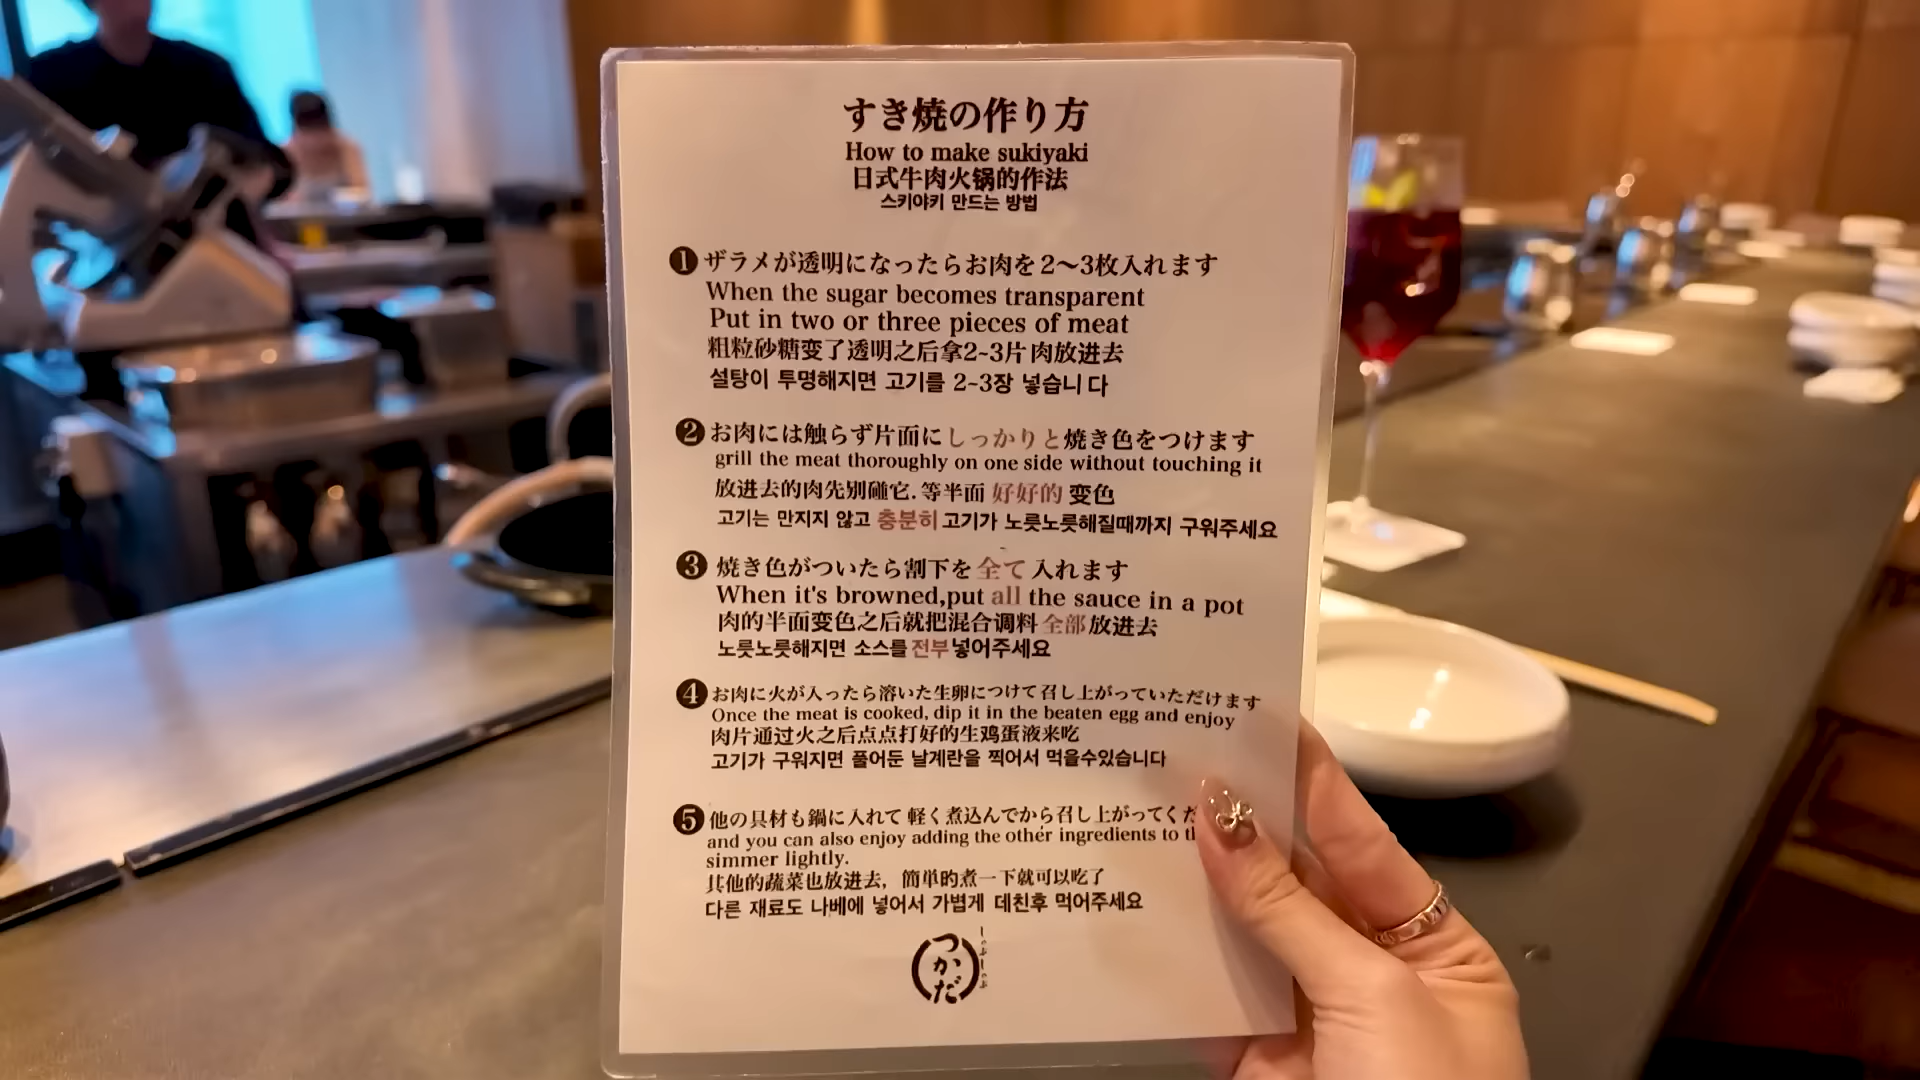 すき焼の作り方
How to make sukiyaki
日式牛肉火锅的作法
스키야키 만드는 방법
❶ザラメが透明になったらお肉を2〜3枚入れます
When the sugar becomes transparent
Put in two or three pieces of meat
粗粒砂糖变了透明之后拿2~3片肉放进去
설탕이 투명해지면 고기를 2~3장 넣습니 다
❷お肉には触らず片面にしっかりと焼き色をつけます
grill the meat thoroughly on one side without touching it
放进去的肉先别碰它.等半面 好好的 变色
고기는 만지지 않고 충분히 고기가 노릇노릇해질때까지 구워주세요
❸焼き色がついたら割下を全て入れます
When it's browned,put all the sauce in a pot
肉的半面变色之后就把混合调料全部放进去
노릇노릇해지면 소스를 전부넣어주세요
❹お肉に火が入ったら溶いた生卵につけて召し上がっていただけます
Once the meat is cooked, dip it in the beaten egg and enjoy
肉片通过火之后点点打好的生鸡蛋液来吃
고기가 구워지면 풀어둔 날계란을 찍어서 먹을수있습니다
❺他の具材も鍋に入れて 軽く煮込んでから召し上がってくだ
and you can also enjoy adding the other ingredients to
simmer lightly.
其他的蔬菜也放进去，簡単的煮一下就可以吃了
다른 재료도 나베에 넣어서 가볍게 데친후 먹어주세요
しゃぶしゃぶ
つかだ